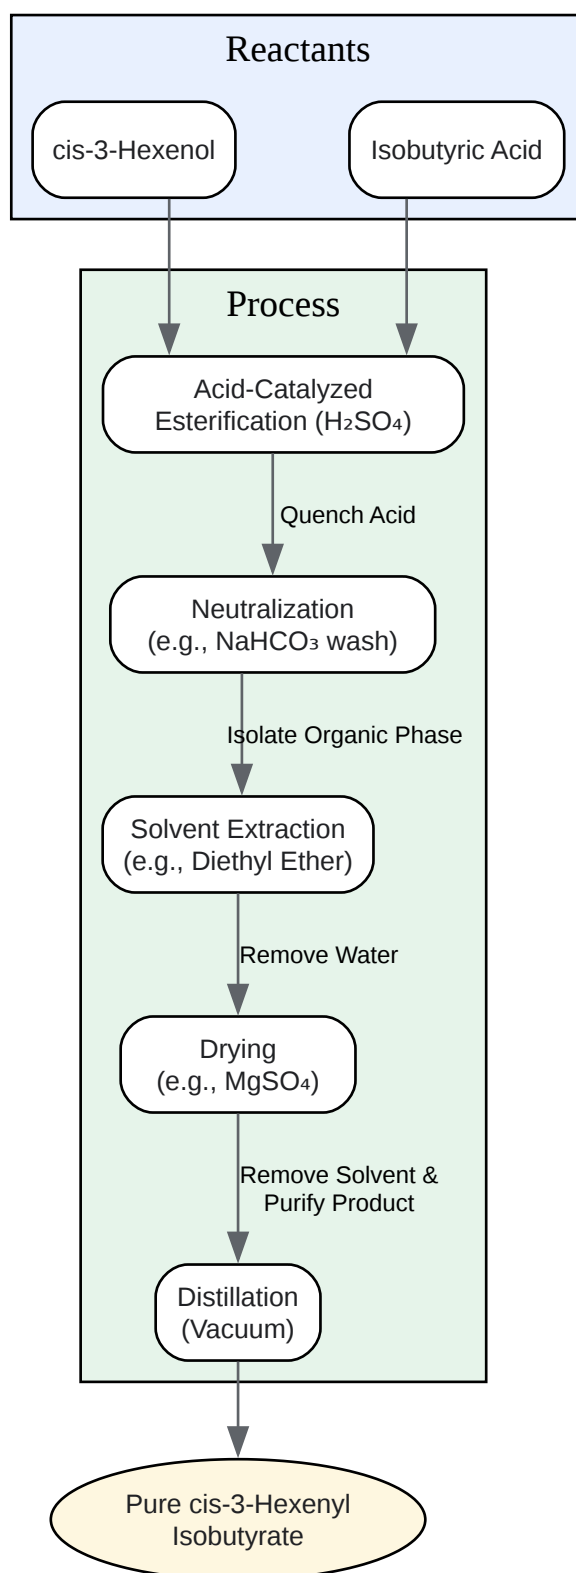 Reactants
cis-3-Hexenol
Isobutyric Acid
Process
Acid-Catalyzed
Esterification (H₂SO₄)
Quench Acid
Neutralization
(e.g., NaHCO₃ wash)
Isolate Organic Phase
Solvent Extraction
(e.g., Diethyl Ether)
Remove Water
Drying
(e.g., MgSO₄)
Remove Solvent &
Purify Product
Distillation
(Vacuum)
Pure cis-3-Hexenyl
Isobutyrate